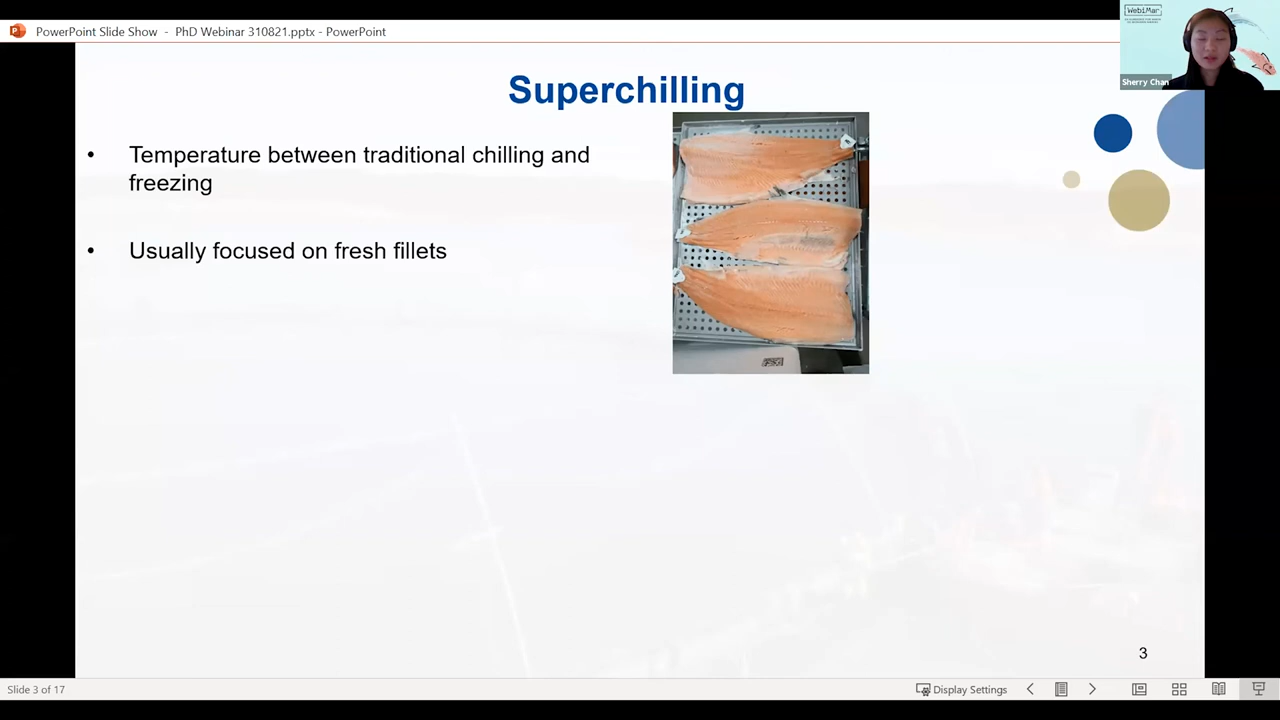 PowerPoint Slide Show - PhD Webinar 310821.pptx - PowerPoint
WebiMar
Sherry Chan
Superchilling
• Temperature between traditional chilling and
freezing
• Usually focused on fresh fillets
3
Slide 3 of 17
Display Settings